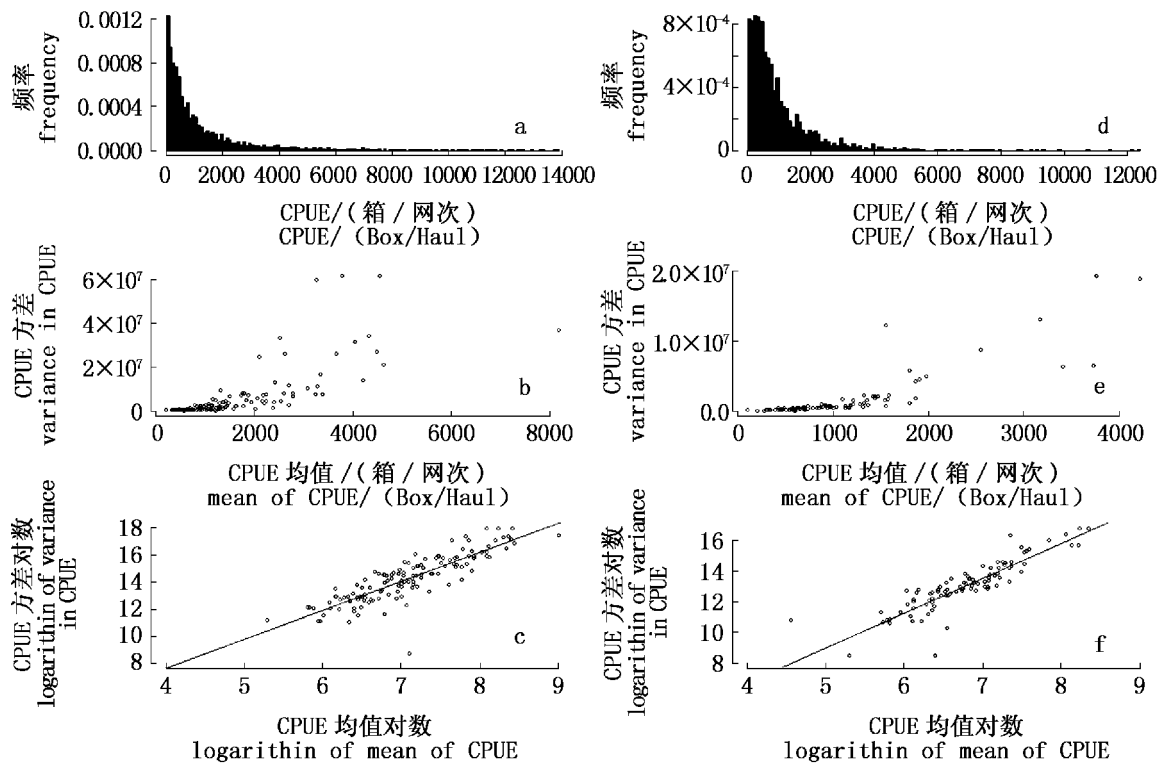 频率
frequency
0.0012
0.0008
0.0004
0.0000
a
0 2000 4000 6000 8000 10000 12000 14000
CPUE/(箱/网次)
CPUE/ (Box/Haul)
频率
frequency
8×10⁻⁴
4×10⁻⁴
0
d
0 2000 4000 6000 8000 10000 12000
CPUE/(箱/网次)
CPUE/ (Box/Haul)
CPUE 方差
variance in CPUE
6×10⁷
4×10⁷
2×10⁷
0
b
0 2000 4000 6000 8000
CPUE 均值/(箱/网次)
mean of CPUE/ (Box/Haul)
CPUE 方差
variance in CPUE
2.0×10⁷
1.0×10⁷
0.0
e
0 1000 2000 3000 4000
CPUE 均值/(箱/网次)
mean of CPUE/ (Box/Haul)
CPUE 方差对数
logarithin of variance
in CPUE
18
16
14
12
10
8
c
4 5 6 7 8 9
CPUE 均值对数
logarithin of mean of CPUE
CPUE 方差对数
logarithin of variance
in CPUE
16
14
12
10
8
f
4 5 6 7 8 9
CPUE 均值对数
logarithin of mean of CPUE